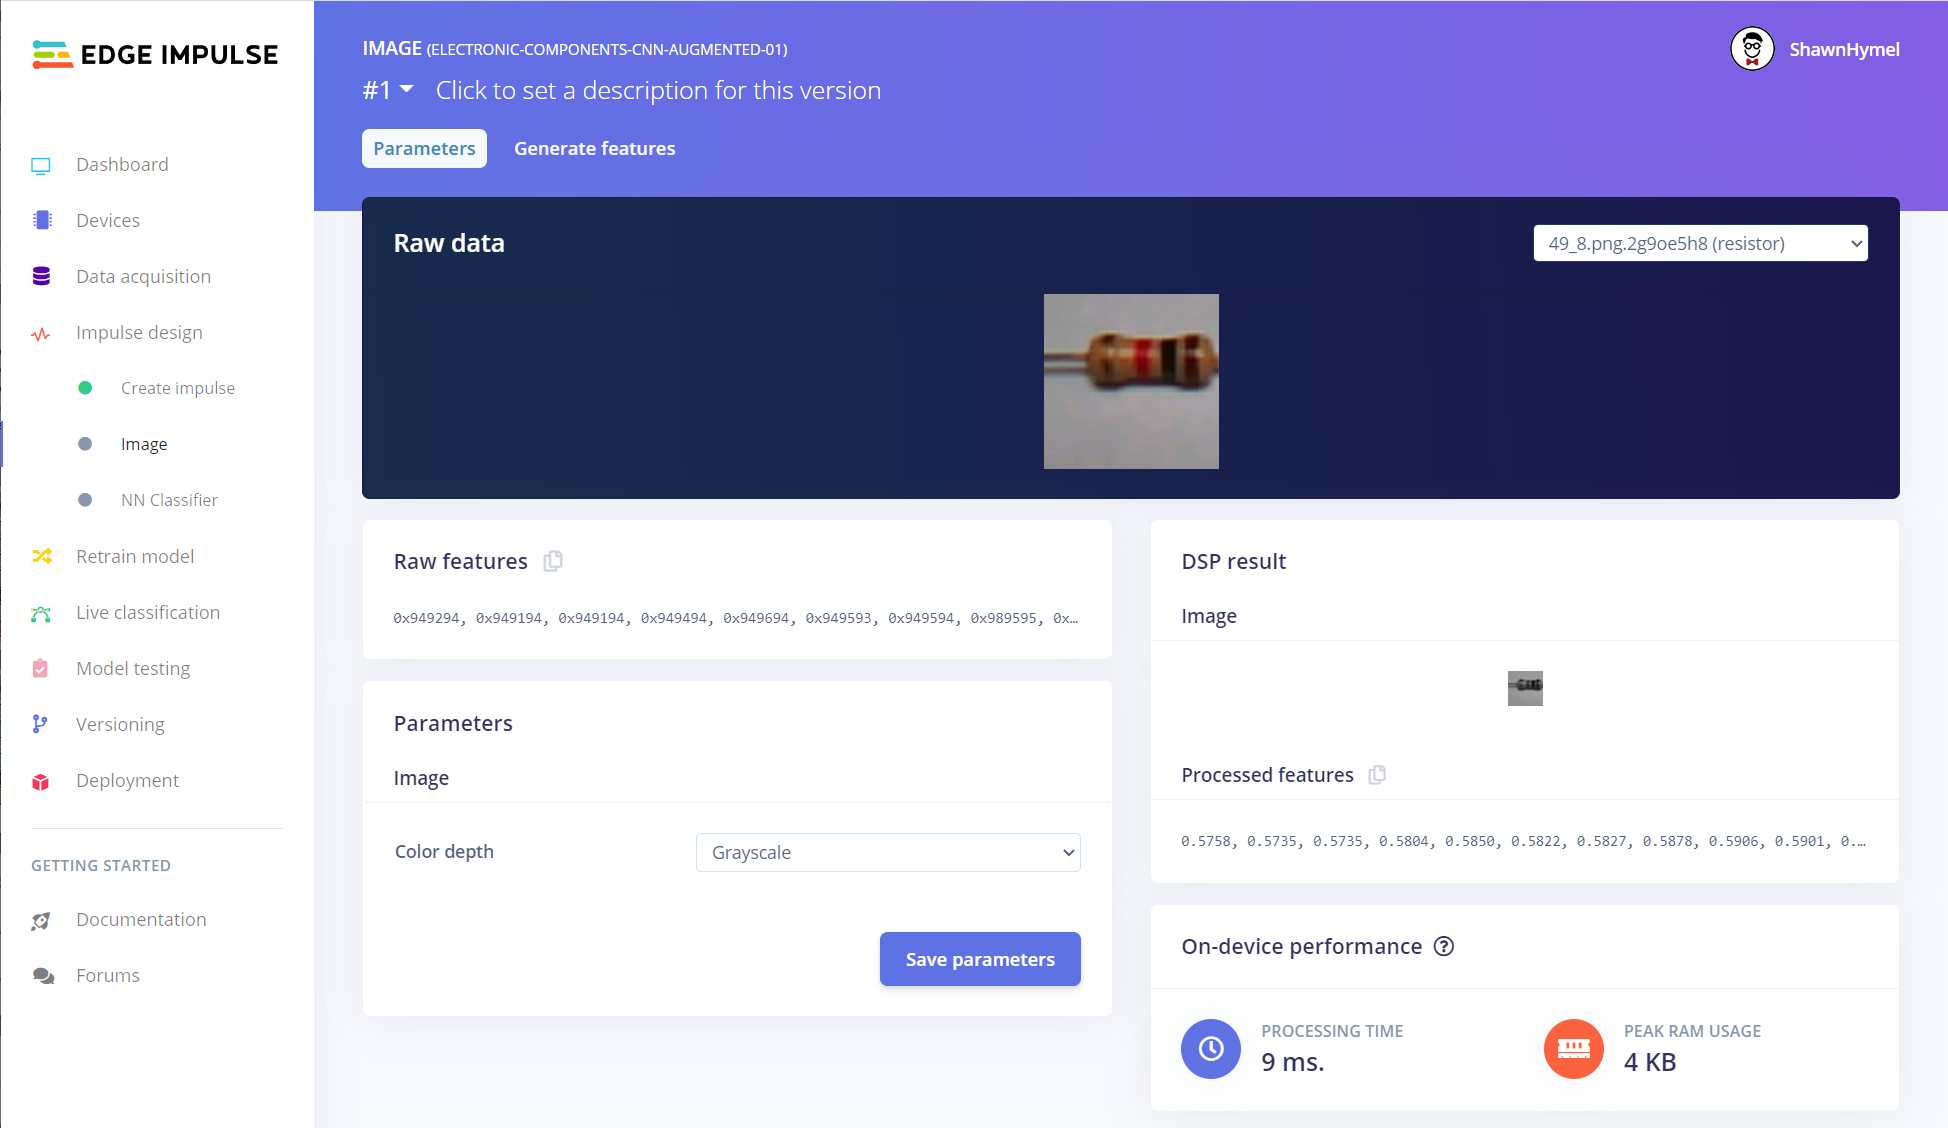 EDGE IMPULSE
Dashboard
Devices
Data acquisition
Impulse design
Create impulse
Image
NN Classifier
Retrain model
Live classification
Model testing
Versioning
Deployment
GETTING STARTED
Documentation
Forums
IMAGE (ELECTRONIC-COMPONENTS-CNN-AUGMENTED-01)
#1 Click to set a description for this version
Parameters Generate features
ShawnHymel
Raw data
49_8.png.2g9oe5h8 (resistor)
Raw features
0x949294, 0x949194, 0x949194, 0x949494, 0x949694, 0x949593, 0x949594, 0x989595, 0x…
Parameters
Image
Color depth
Grayscale
Save parameters
DSP result
Image
Processed features
0.5758, 0.5735, 0.5735, 0.5804, 0.5850, 0.5822, 0.5827, 0.5878, 0.5906, 0.5901, 0.…
On-device performance
PROCESSING TIME
9 ms.
PEAK RAM USAGE
4 KB